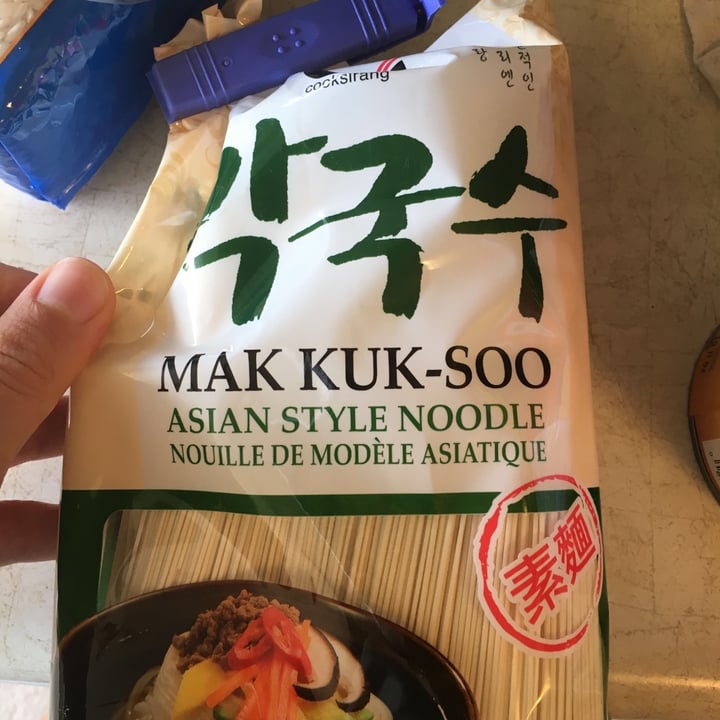 cooksirang
막국수
MAK KUK-SOO
ASIAN STYLE NOODLE
NOUILLE DE MODÈLE ASIATIQUE
素麵